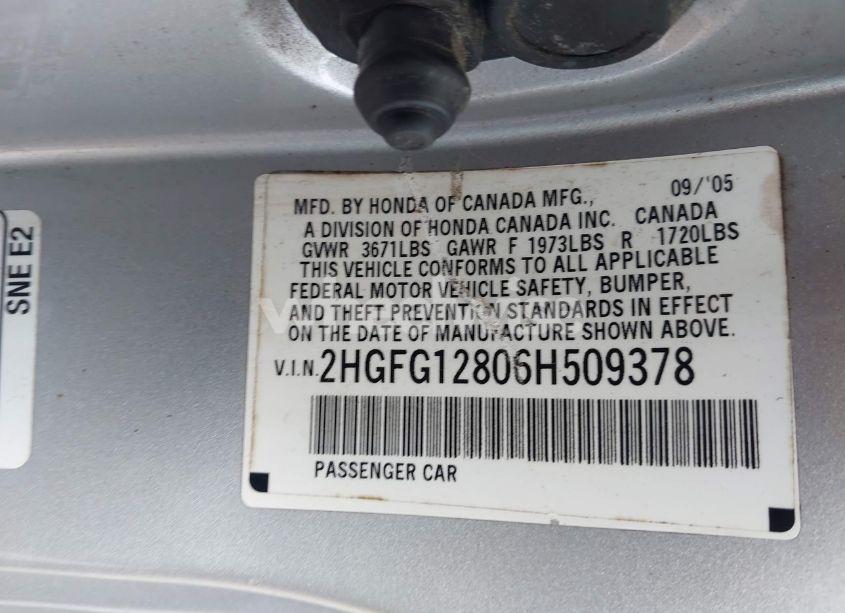 MFD. BY HONDA OF CANADA MFG., 09/'05
A DIVISION OF HONDA CANADA INC. CANADA
GVWR 3671LBS GAWR F 1973LBS R 1720LBS
THIS VEHICLE CONFORMS TO ALL APPLICABLE
FEDERAL MOTOR VEHICLE SAFETY, BUMPER,
AND THEFT PREVENTION STANDARDS IN EFFECT
ON THE DATE OF MANUFACTURE SHOWN ABOVE.
V.I.N. 2HGFG12806H509378
PASSENGER CAR
SNE E2